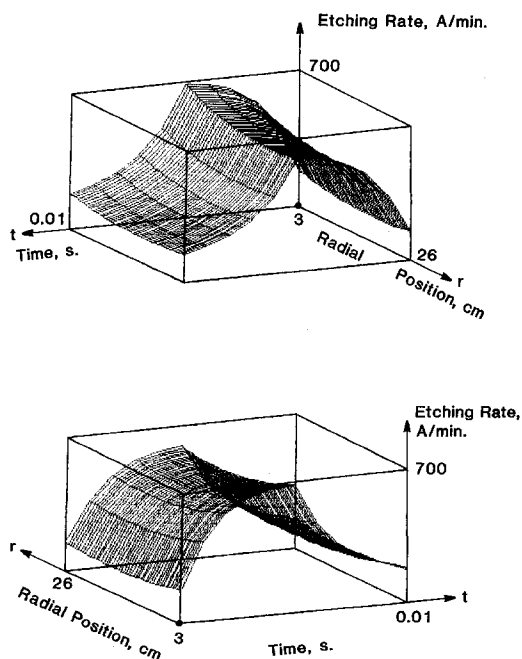 Etching Rate, A/min.
700
0.01
t
Time, s.
3
Radial
Position, cm
26
r
Etching Rate,
A/min.
700
r
26
Radial Position, cm
3
Time, s.
0.01
t